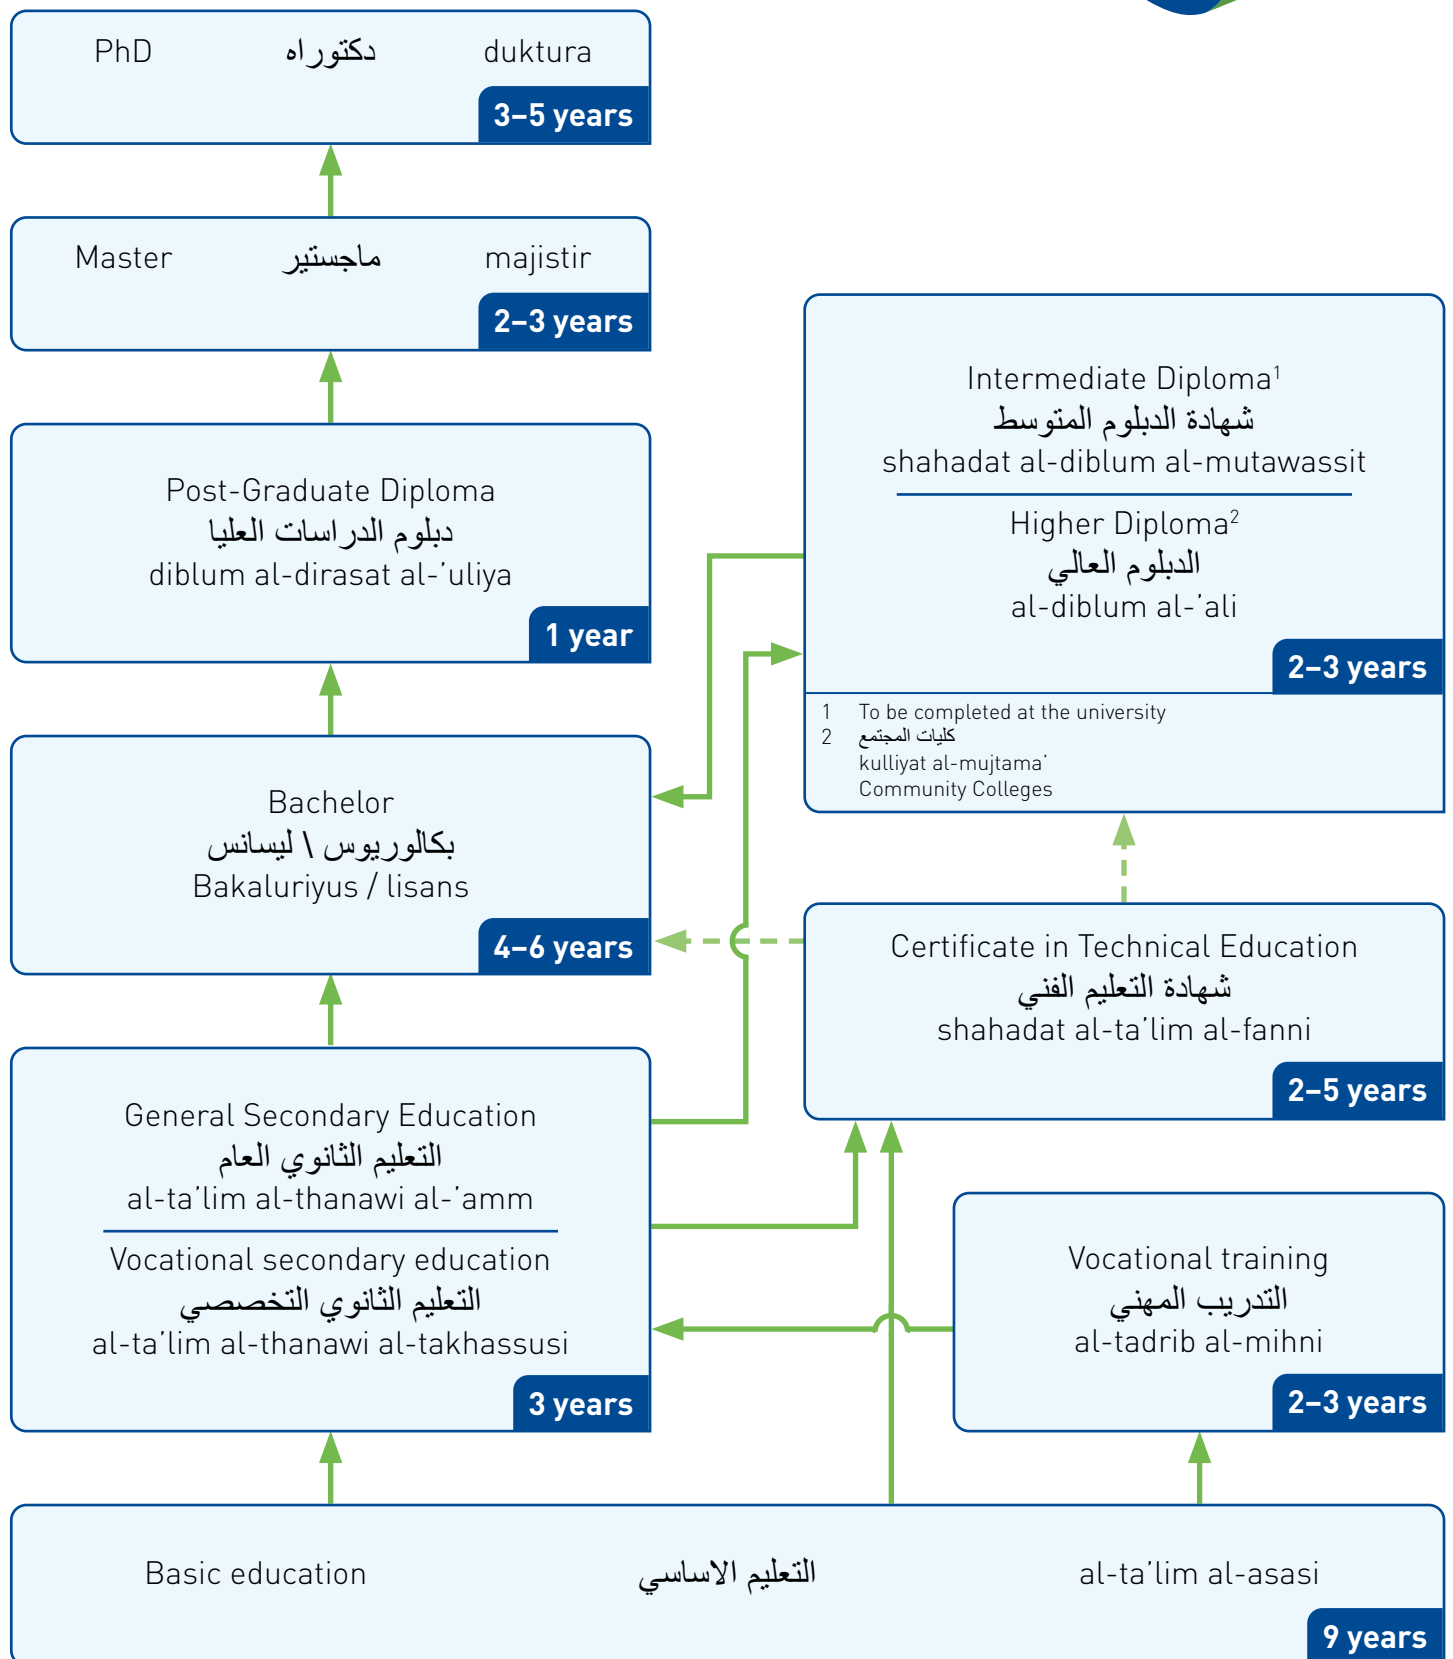 PhD دكتوراه duktura
3–5 years
Master ماجستير majistir
2–3 years
Post-Graduate Diploma
دبلوم الدراسات العليا
diblum al-dirasat al-’uliya
1 year
Bachelor
بكالوريوس \ ليسانس
Bakaluriyus / lisans
4–6 years
General Secondary Education
التعليم الثانوي العام
al-ta’lim al-thanawi al-’amm
Vocational secondary education
التعليم الثانوي التخصصي
al-ta’lim al-thanawi al-takhassusi
3 years
Intermediate Diploma¹
شهادة الدبلوم المتوسط
shahadat al-diblum al-mutawassit
Higher Diploma²
الدبلوم العالي
al-diblum al-’ali
2–3 years
1 To be completed at the university
2 كليات المجتمع
kulliyat al-mujtama’
Community Colleges
Certificate in Technical Education
شهادة التعليم الفني
shahadat al-ta’lim al-fanni
2–5 years
Vocational training
التدريب المهني
al-tadrib al-mihni
2–3 years
Basic education التعليم الاساسي al-ta’lim al-asasi
9 years